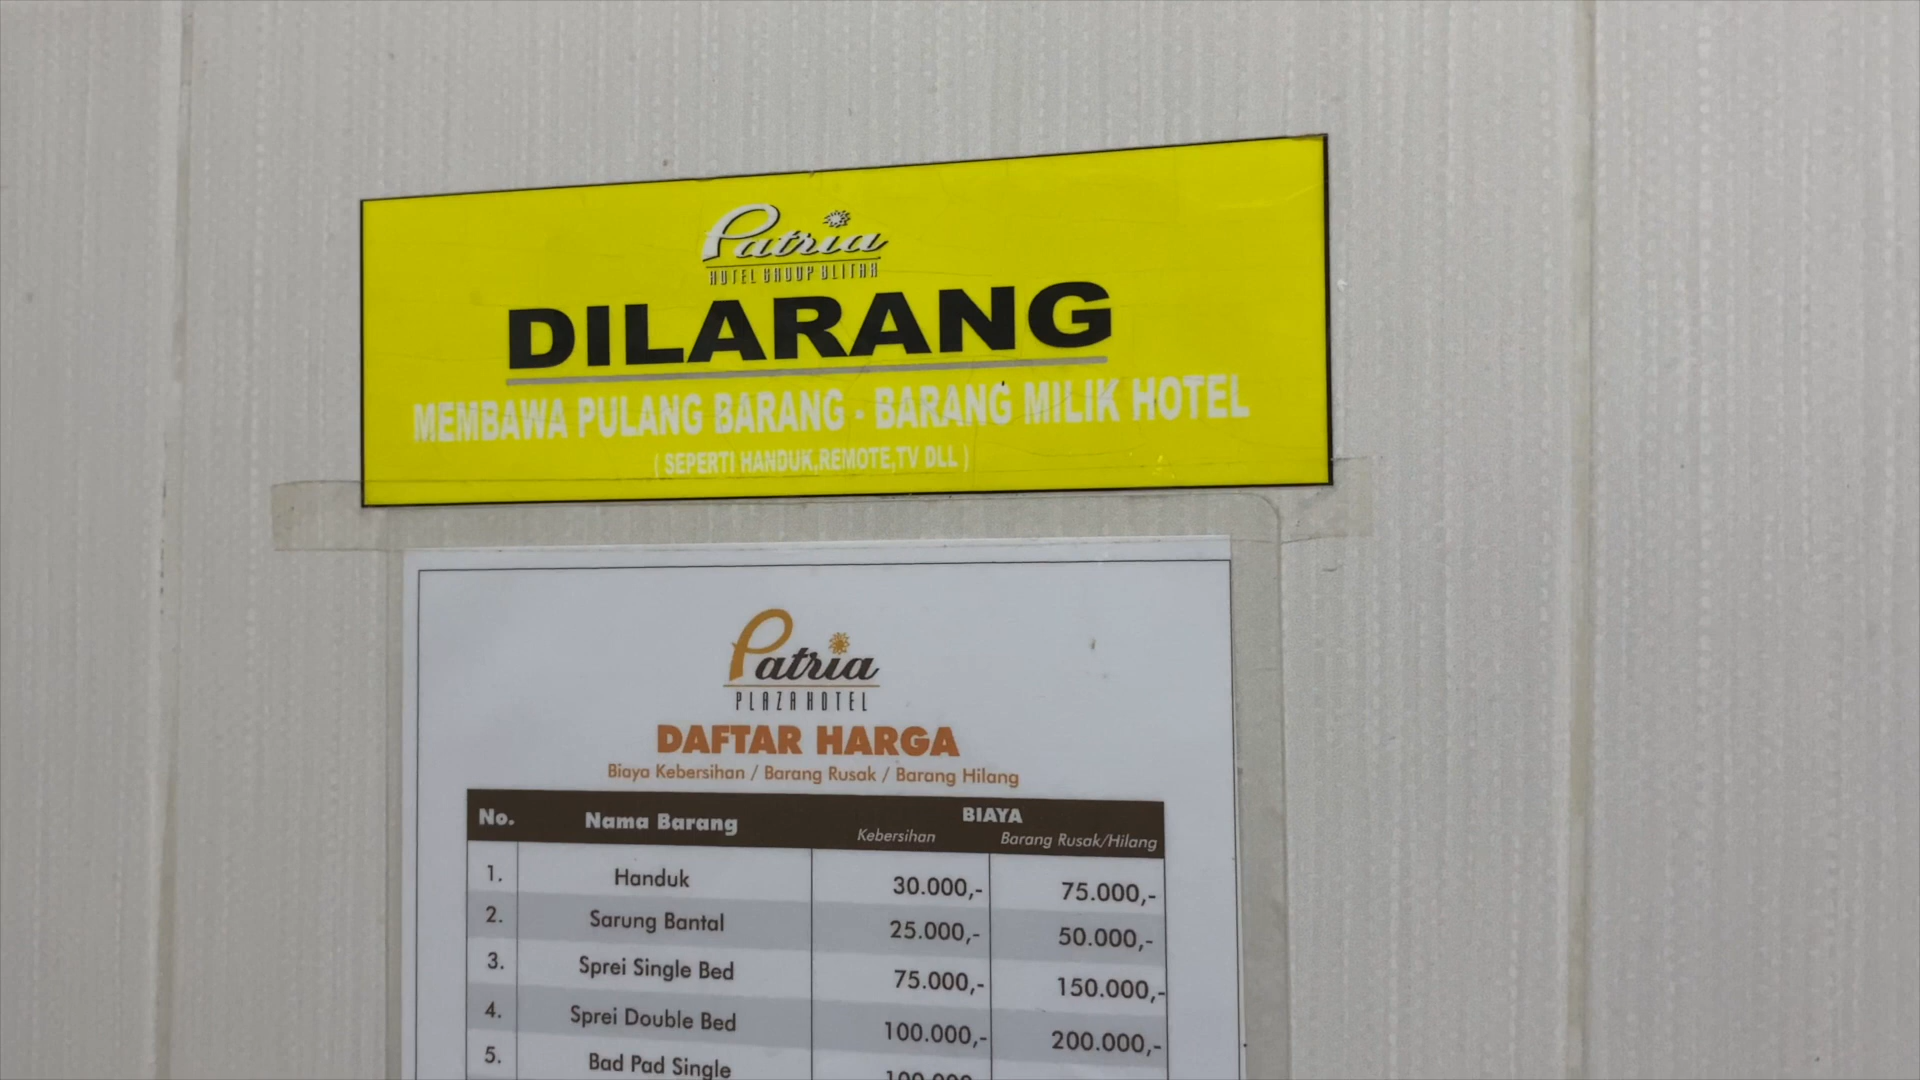 Patria
HOTEL GROUP BLITAR
DILARANG
MEMBAWA PULANG BARANG - BARANG MILIK HOTEL
( SEPERTI HANDUK,REMOTE,TV DLL )
Patria
PLAZA HOTEL
DAFTAR HARGA
Biaya Kebersihan / Barang Rusak / Barang Hilang
No. Nama Barang BIAYA
Kebersihan Barang Rusak/Hilang
1. Handuk 30.000,- 75.000,-
2. Sarung Bantal 25.000,- 50.000,-
3. Sprei Single Bed 75.000,- 150.000,-
4. Sprei Double Bed 100.000,- 200.000,-
5. Bad Pad Single